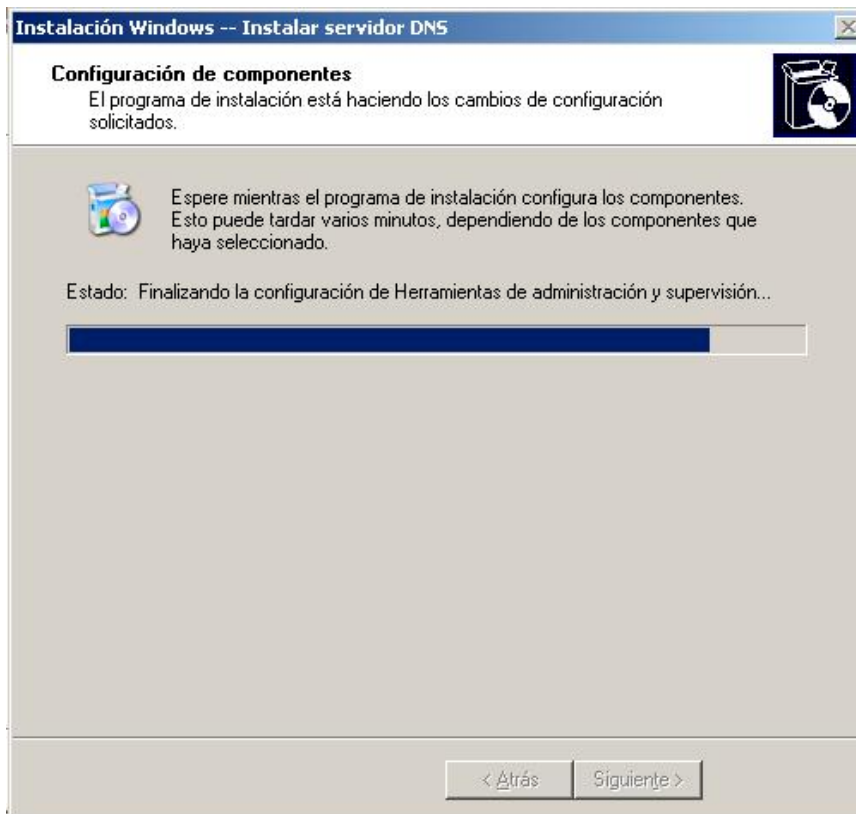 Instalación Windows -- Instalar servidor DNS
Configuración de componentes
El programa de instalación está haciendo los cambios de configuración
solicitados.
Espere mientras el programa de instalación configura los componentes.
Esto puede tardar varios minutos, dependiendo de los componentes que
haya seleccionado.
Estado: Finalizando la configuración de Herramientas de administración y supervisión...
< Atrás
Siguiente >